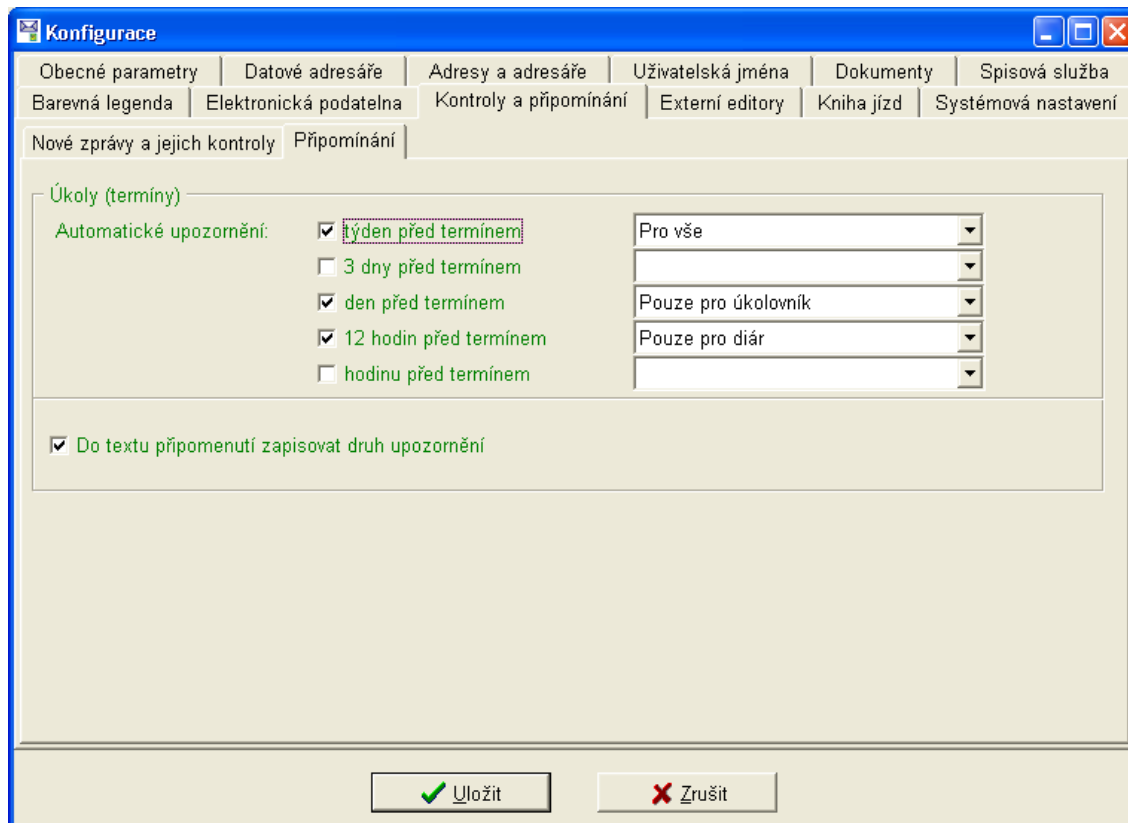 Konfigurace
Obecné parametry Datové adresáře Adresy a adresáře Uživatelská jména Dokumenty Spisová služba
Barevná legenda Elektronická podatelna Kontroly a připomínání Externí editory Kniha jízd Systémová nastavení
Nové zprávy a jejich kontroly Připomínání
Úkoly (termíny)
Automatické upozornění: týden před termínem Pro vše
3 dny před termínem
den před termínem Pouze pro úkolovník
12 hodin před termínem Pouze pro diár
hodinu před termínem
Do textu připomenutí zapisovat druh upozornění
Uložit Zrušit